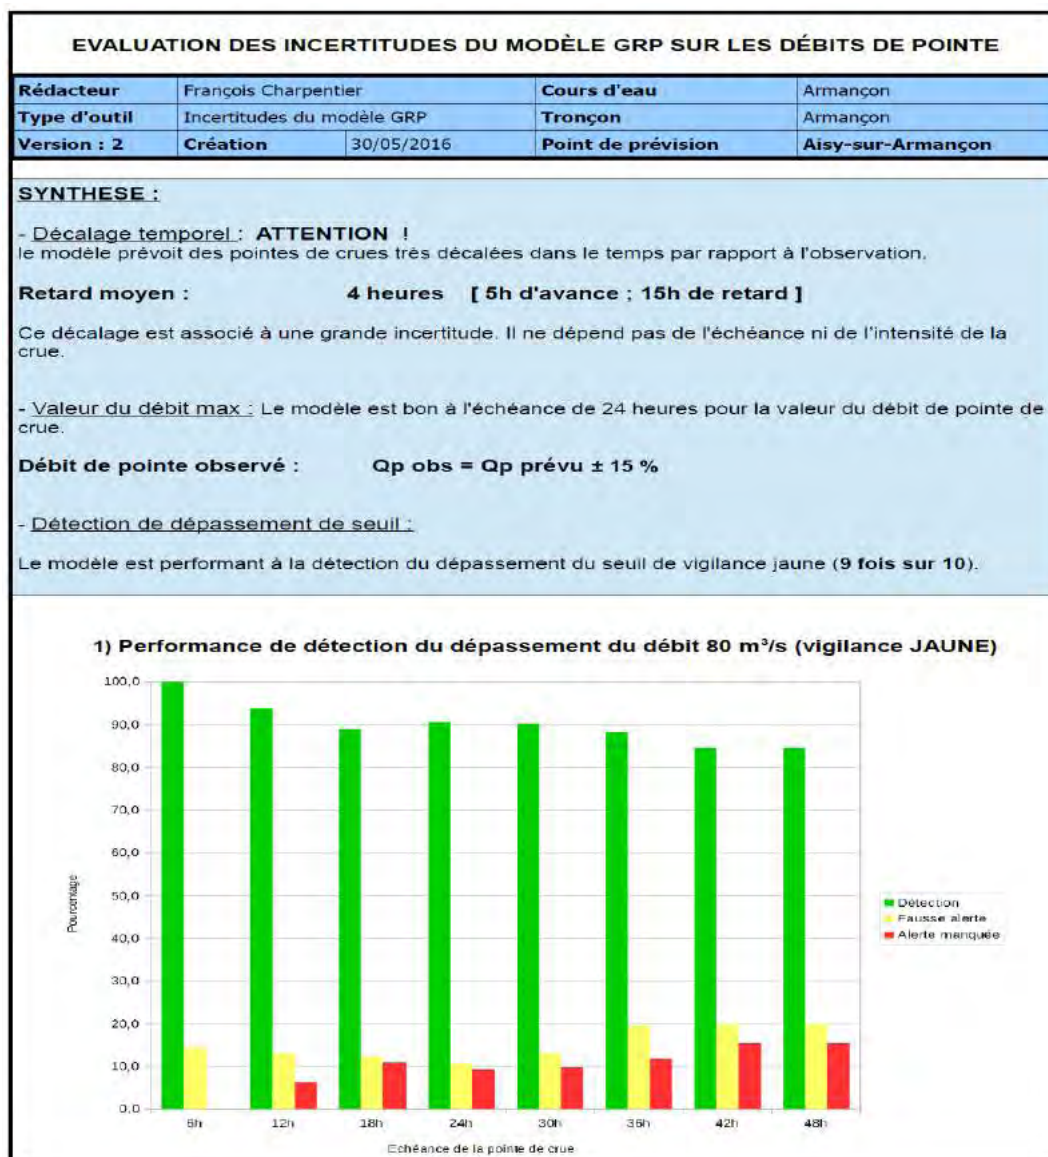 EVALUATION DES INCERTITUDES DU MODÈLE GRP SUR LES DÉBITS DE POINTE
Rédacteur François Charpentier Cours d'eau Armançon
Type d'outil Incertitudes du modèle GRP Tronçon Armançon
Version : 2 Création 30/05/2016 Point de prévision Aisy-sur-Armançon
SYNTHESE :
- Décalage temporel : ATTENTION !
le modèle prévoit des pointes de crues très décalées dans le temps par rapport à l'observation.
Retard moyen : 4 heures [ 5h d'avance ; 15h de retard ]
Ce décalage est associé à une grande incertitude. Il ne dépend pas de l'échéance ni de l'intensité de la
crue.
- Valeur du débit max : Le modèle est bon à l'échéance de 24 heures pour la valeur du débit de pointe de
crue.
Débit de pointe observé : Qp obs = Qp prévu ± 15 %
- Détection de dépassement de seuil :
Le modèle est performant à la détection du dépassement du seuil de vigilance jaune (9 fois sur 10).
1) Performance de détection du dépassement du débit 80 m³/s (vigilance JAUNE)
100,0
90,0
80,0
70,0
60,0
50,0
40,0
30,0
20,0
10,0
0,0
Pourcentage
Détection
Fausse alerte
Alerte manquée
6h 12h 18h 24h 30h 36h 42h 48h
Echéance de la pointe de crue